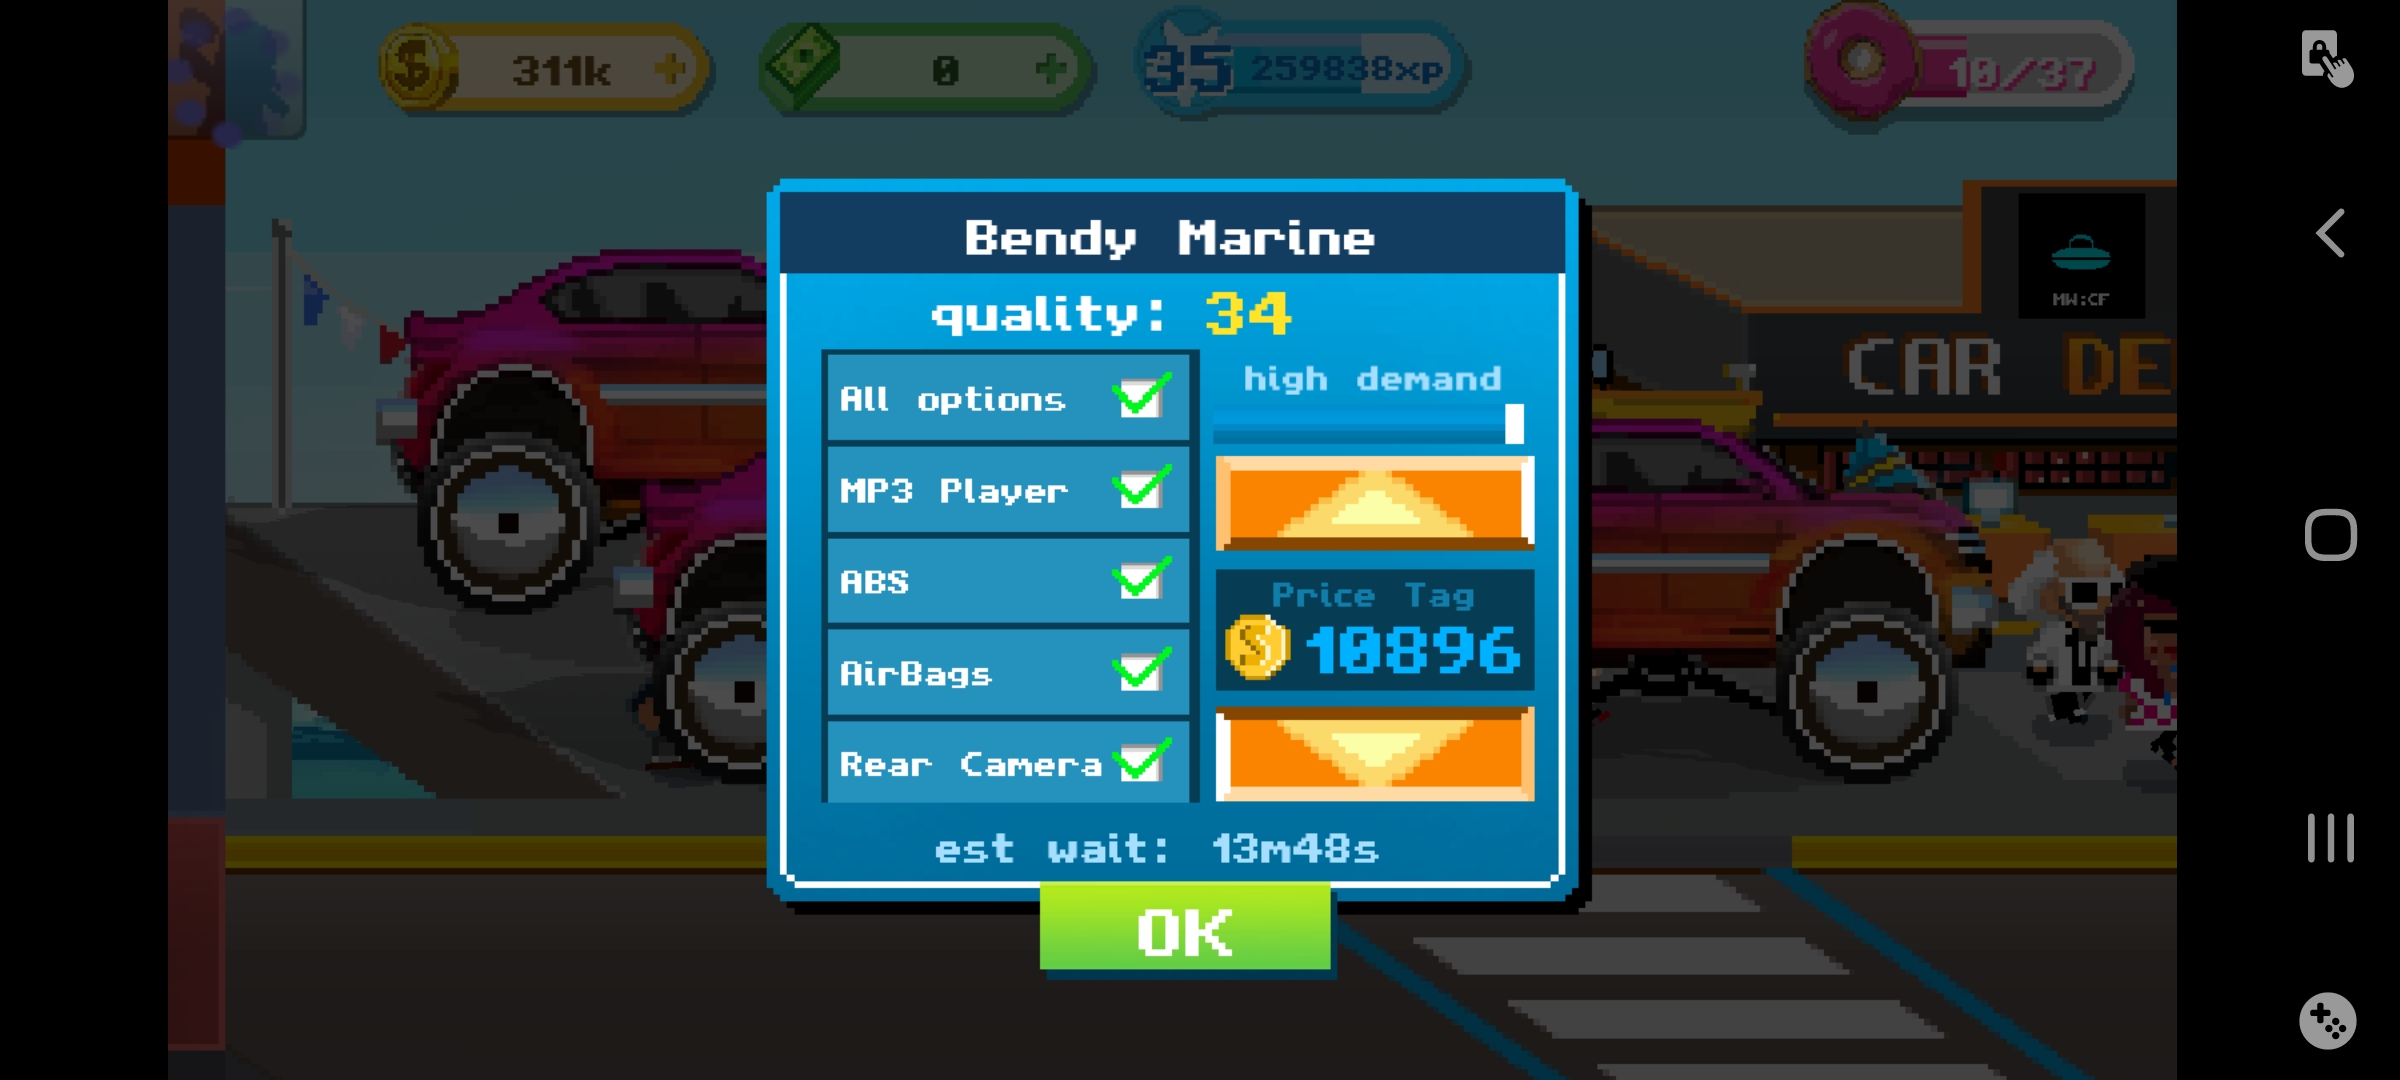 311k
0
35 259838xp
10/37
Bendy Marine
quality: 34
All options
MP3 Player
ABS
AirBags
Rear Camera
high demand
Price Tag
10896
est wait: 13m48s
OK
MW:CF
CAR DE